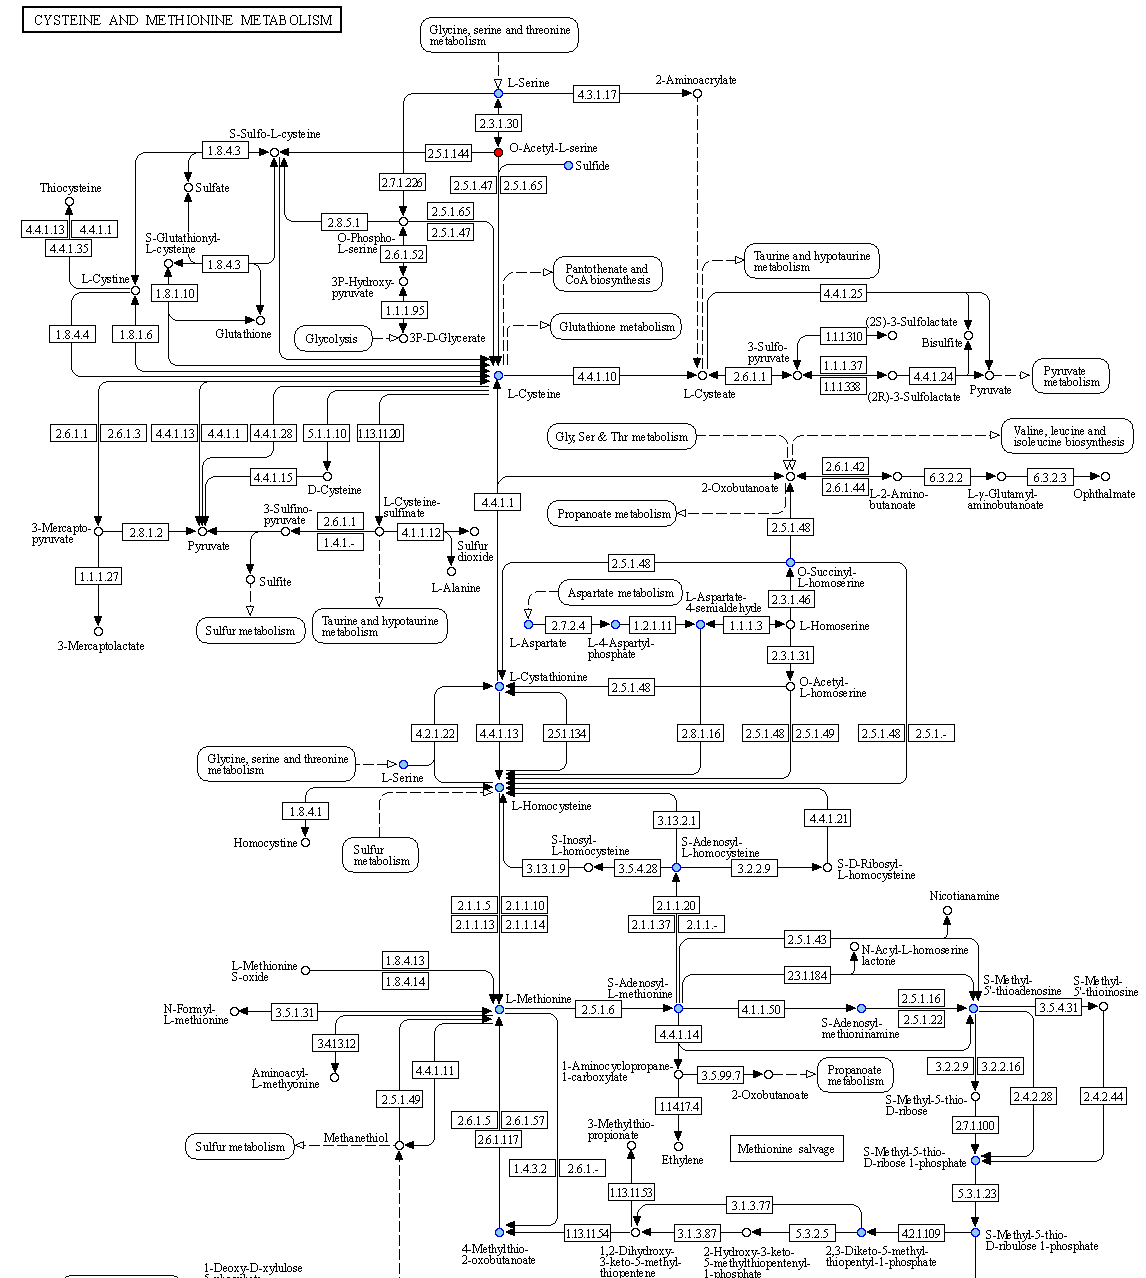 CYSTEINE AND METHIONINE METABOLISM
Glycine, serine and threonine
metabolism
L-Serine
4.3.1.17
2-Aminoacrylate
2.3.1.30
S-Sulfo-L-cysteine
1.8.4.3
2.5.1.144
O-Acetyl-L-serine
Sulfide
Thiocysteine
Sulfate
2.7.1.226
2.5.1.47
2.5.1.65
4.4.1.13
4.4.1.1
4.4.1.35
2.8.5.1
2.5.1.65
2.5.1.47
S-Glutathionyl-
L-cysteine
O-Phospho-
L-serine
2.6.1.52
1.8.4.3
L-Cystine
1.8.1.10
3P-Hydroxy-
pyruvate
Pantothenate and
CoA biosynthesis
Taurine and hypotaurine
metabolism
4.4.1.25
1.1.1.95
1.8.4.4
1.8.1.6
Glutathione
Glycolysis
3P-D-Glycerate
Glutathione metabolism
(2S)-3-Sulfolactate
1.1.1.310
Bisulfite
3-Sulfo-
pyruvate
1.1.1.37
1.1.1.338
L-Cysteine
4.4.1.10
L-Cysteate
2.6.1.1
(2R)-3-Sulfolactate
4.4.1.24
Pyruvate
Pyruvate
metabolism
2.6.1.1
2.6.1.3
4.4.1.13
4.4.1.1
4.4.1.28
5.1.1.10
1.13.11.20
Gly, Ser & Thr metabolism
Valine, leucine and
isoleucine biosynthesis
4.4.1.15
D-Cysteine
2-Oxobutanoate
2.6.1.42
2.6.1.44
L-2-Amino-
butanoate
6.3.2.2
L-γ-Glutamyl-
aminobutanoate
6.3.2.3
Ophthalmate
4.4.1.1
Propanoate metabolism
3-Mercapto-
pyruvate
2.8.1.2
Pyruvate
3-Sulfino-
pyruvate
2.6.1.1
1.4.1.-
L-Cysteine-
sulfinate
4.1.1.12
Sulfur
dioxide
2.5.1.48
1.1.1.27
Sulfite
L-Alanine
2.5.1.48
O-Succinyl-
L-homoserine
Aspartate metabolism
L-Aspartate-
4-semialdehyde
2.3.1.46
3-Mercaptolactate
Sulfur metabolism
Taurine and hypotaurine
metabolism
L-Aspartate
2.7.2.4
L-4-Aspartyl-
phosphate
1.2.1.11
1.1.1.3
L-Homoserine
2.3.1.31
L-Cystathionine
2.5.1.48
O-Acetyl-
L-homoserine
4.2.1.22
4.4.1.13
2.5.1.134
2.8.1.16
2.5.1.48
2.5.1.49
2.5.1.48
2.5.1.-
Glycine, serine and threonine
metabolism
L-Serine
L-Homocysteine
1.8.4.1
Homocystine
Sulfur
metabolism
3.13.2.1
4.4.1.21
S-Inosyl-
L-homocysteine
S-Adenosyl-
L-homocysteine
3.13.1.9
3.5.4.28
3.2.2.9
S-D-Ribosyl-
L-homocysteine
2.1.1.5
2.1.1.10
2.1.1.13
2.1.1.14
2.1.1.20
2.1.1.37
2.1.1.-
Nicotianamine
2.5.1.43
N-Acyl-L-homoserine
lactone
L-Methionine
S-oxide
1.8.4.13
1.8.4.14
2.3.1.184
S-Adenosyl-
L-methionine
S-Methyl-
5'-thioadenosine
S-Methyl-
5'-thioinosine
N-Formyl-
L-methionine
3.5.1.31
L-Methionine
2.5.1.6
4.1.1.50
S-Adenosyl-
methioninamine
2.5.1.16
2.5.1.22
3.5.4.31
3.4.13.12
4.4.1.14
Aminoacyl-
L-methyonine
4.4.1.11
2.5.1.49
1-Aminocyclopropane-
1-carboxylate
3.5.99.7
2-Oxobutanoate
Propanoate
metabolism
3.2.2.9
3.2.2.16
2.4.2.28
2.4.2.44
S-Methyl-5-thio-
D-ribose
1.14.17.4
2.6.1.5
2.6.1.57
2.6.1.117
3-Methylthio-
propionate
2.7.1.100
Methanethiol
Sulfur metabolism
Ethylene
Methionine salvage
S-Methyl-5-thio-
D-ribose 1-phosphate
1.4.3.2
2.6.1.-
1.13.11.53
3.1.3.77
5.3.1.23
4-Methylthio-
2-oxobutanoate
1.13.11.54
1,2-Dihydroxy-
3-keto-5-methyl-
thiopentene
3.1.3.87
2-Hydroxy-3-keto-
5-methylthiopentenyl-
1-phosphate
5.3.2.5
2,3-Diketo-5-methyl-
thiopentyl-1-phosphate
4.2.1.109
S-Methyl-5-thio-
D-ribulose 1-phosphate
1-Deoxy-D-xylulose